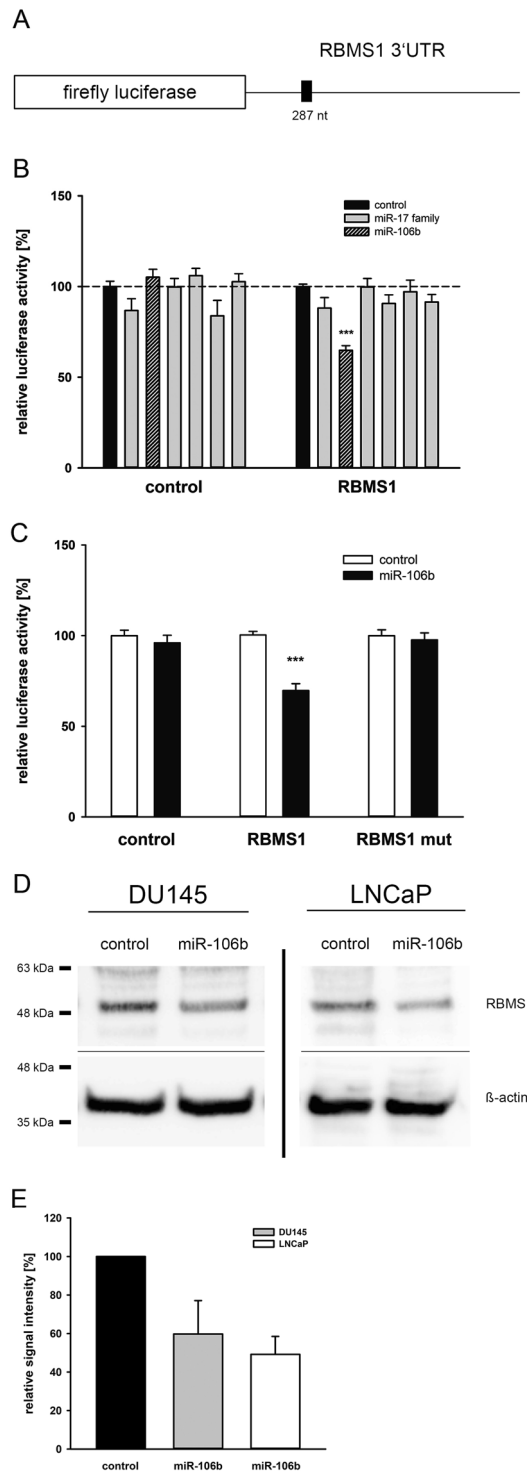 A
RBMS1 3‘UTR
firefly luciferase
287 nt
B
relative luciferase activity [%]
150
100
50
0
control
miR-17 family
miR-106b
***
control
RBMS1
C
relative luciferase activity [%]
150
100
50
0
control
miR-106b
***
control
RBMS1
RBMS1 mut
D
DU145
LNCaP
control
miR-106b
control
miR-106b
63 kDa
48 kDa
RBMS
48 kDa
35 kDa
ß-actin
E
relative signal intensity [%]
120
100
80
60
40
20
0
DU145
LNCaP
control
miR-106b
miR-106b